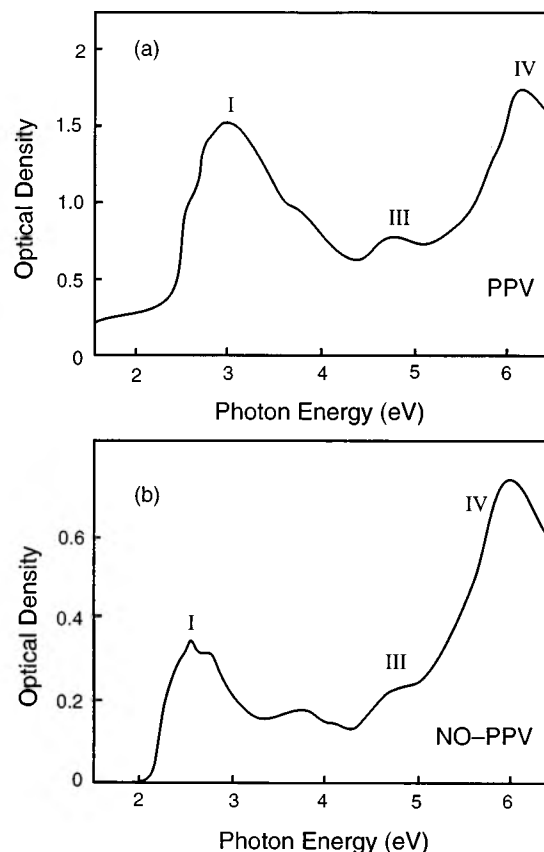 (a)
I
III
IV
PPV
2
1.5
1.0
0.5
0
2
3
4
5
6
Optical Density
Photon Energy (eV)
(b)
I
III
IV
NO–PPV
0.6
0.4
0.2
0
2
3
4
5
6
Optical Density
Photon Energy (eV)